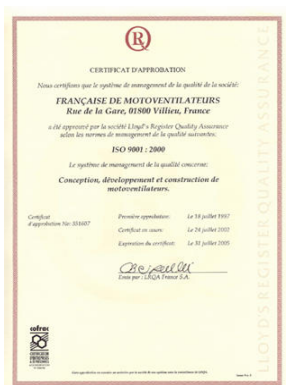 CERTIFICAT D'APPROBATION
Nous certifions que le système de management de la qualité de la société:
FRANÇAISE DE MOTOVENTILATEURS
Rue de la Gare, 01800 Villieu, France
a été approuvé par la société Lloyd's Register Quality Assurance
selon les normes de management de la qualité suivantes:
ISO 9001 : 2000
Le système de management de la qualité concerne:
Conception, développement et construction de
motoventilateurs.
Certificat
d'approbation No:
Première approbation: Le 18 juillet 1997
Certificat en cours: Le 24 juillet 2002
Expiration du certificat: Le 31 juillet 2005
Emis par : LRQA France S.A.
LLOYD'S REGISTER QUALITY ASSURANCE
cofrac